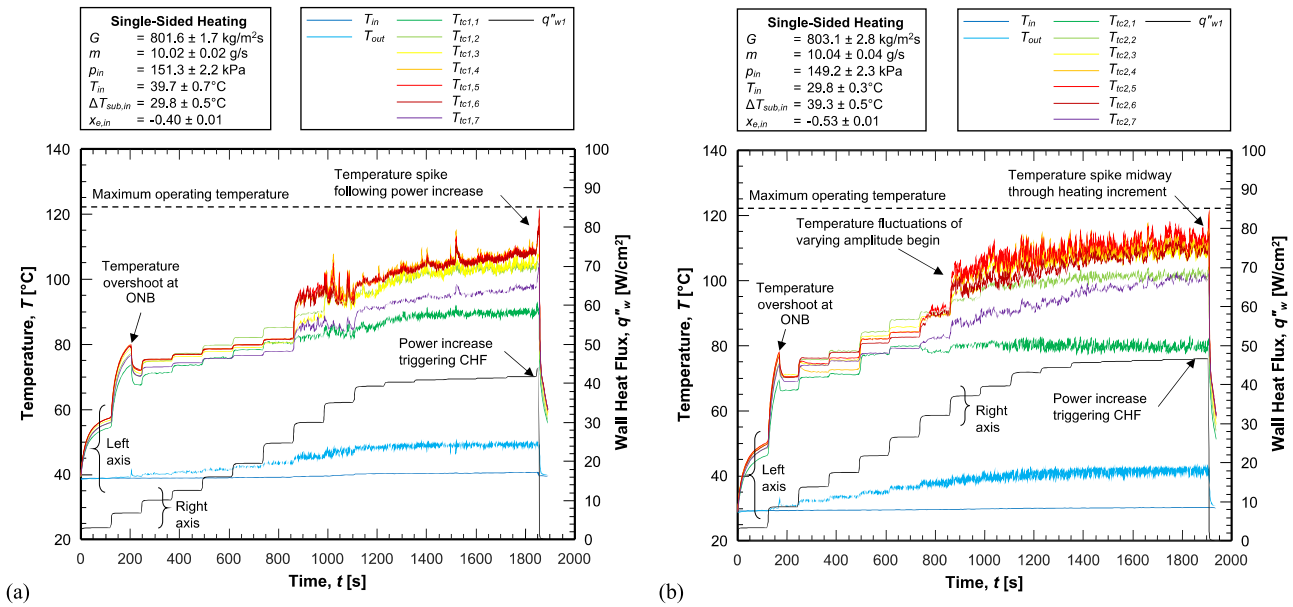 Single-Sided Heating
G = 801.6 ± 1.7 kg/m²s
m = 10.02 ± 0.02 g/s
pin = 151.3 ± 2.2 kPa
Tin = 39.7 ± 0.7°C
ΔTsub,in = 29.8 ± 0.5°C
xe,in = -0.40 ± 0.01
Tin
Tout
Ttc1,1
Ttc1,2
Ttc1,3
Ttc1,4
Ttc1,5
Ttc1,6
Ttc1,7
q"w1
140
120
100
80
60
40
20
Temperature, T [°C]
100
90
80
70
60
50
40
30
20
10
0
Wall Heat Flux, q"w [W/cm²]
0 200 400 600 800 1000 1200 1400 1600 1800 2000
Time, t [s]
Maximum operating temperature
Temperature spike
following power increase
Temperature
overshoot at
ONB
Power increase
triggering CHF
Left
axis
Right
axis
(a)
Single-Sided Heating
G = 803.1 ± 2.8 kg/m²s
m = 10.04 ± 0.04 g/s
pin = 149.2 ± 2.3 kPa
Tin = 29.8 ± 0.3°C
ΔTsub,in = 39.3 ± 0.5°C
xe,in = -0.53 ± 0.01
Tin
Tout
Ttc2,1
Ttc2,2
Ttc2,3
Ttc2,4
Ttc2,5
Ttc2,6
Ttc2,7
q"w1
140
120
100
80
60
40
20
Temperature, T [°C]
100
90
80
70
60
50
40
30
20
10
0
Wall Heat Flux, q"w [W/cm²]
0 200 400 600 800 1000 1200 1400 1600 1800 2000
Time, t [s]
Maximum operating temperature
Temperature spike midway
through heating increment
Temperature fluctuations of
varying amplitude begin
Temperature
overshoot at
ONB
Right
axis
Power increase
triggering CHF
Left
axis
(b)